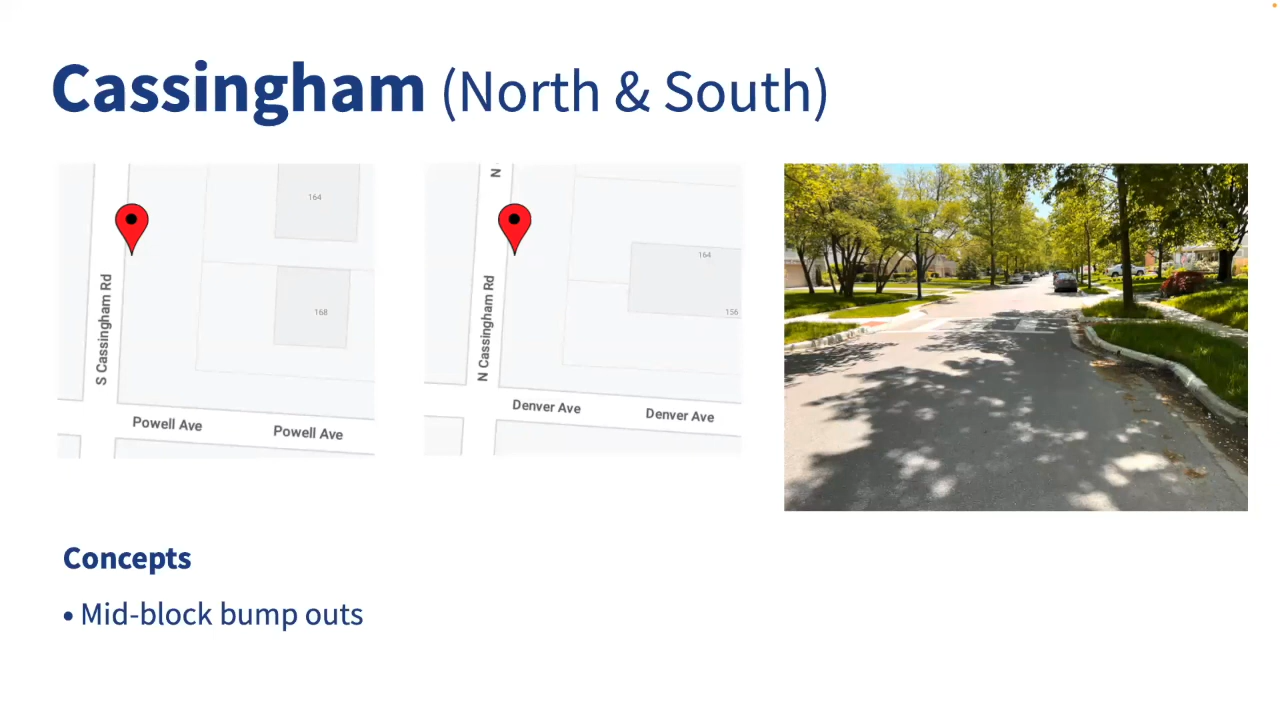 Cassingham (North & South)
164
168
S Cassingham Rd
Powell Ave
Powell Ave
N
164
156
N Cassingham Rd
Denver Ave
Denver Ave
Concepts
• Mid-block bump outs